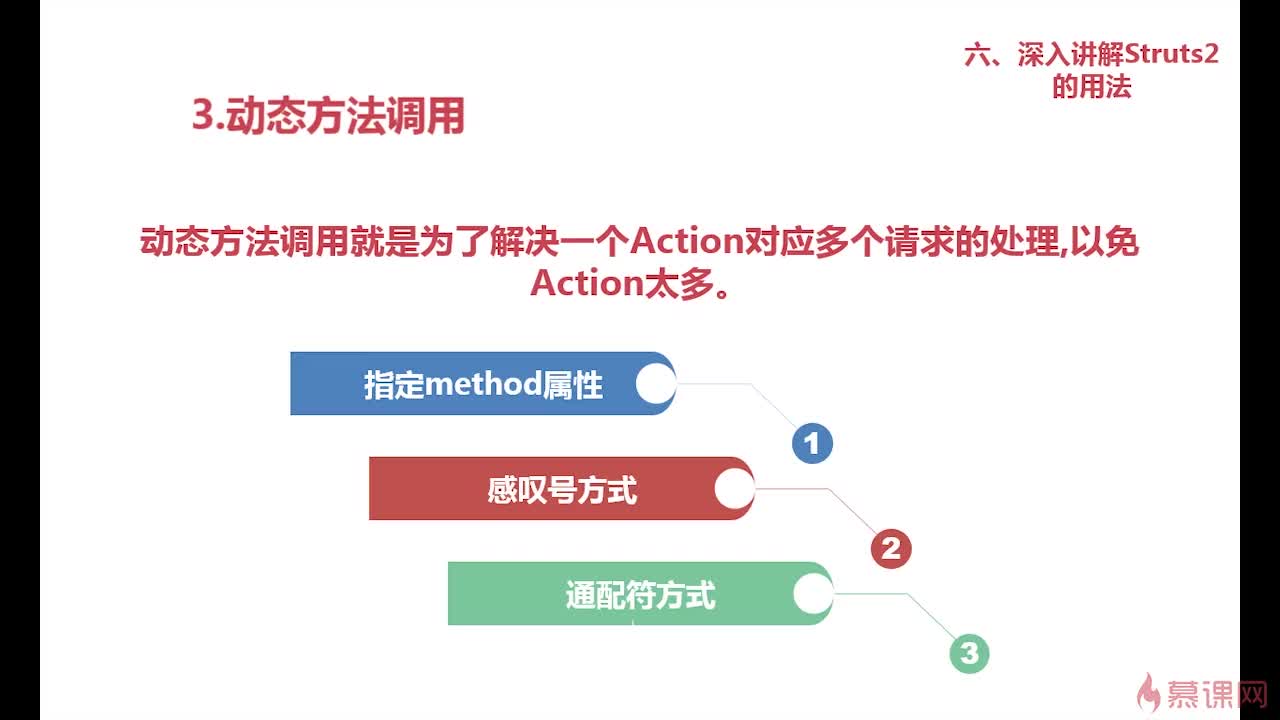 六、深入讲解Struts2
的用法
3.动态方法调用
动态方法调用就是为了解决一个Action对应多个请求的处理,以免
Action太多。
指定method属性
1
感叹号方式
2
通配符方式
3
慕课网